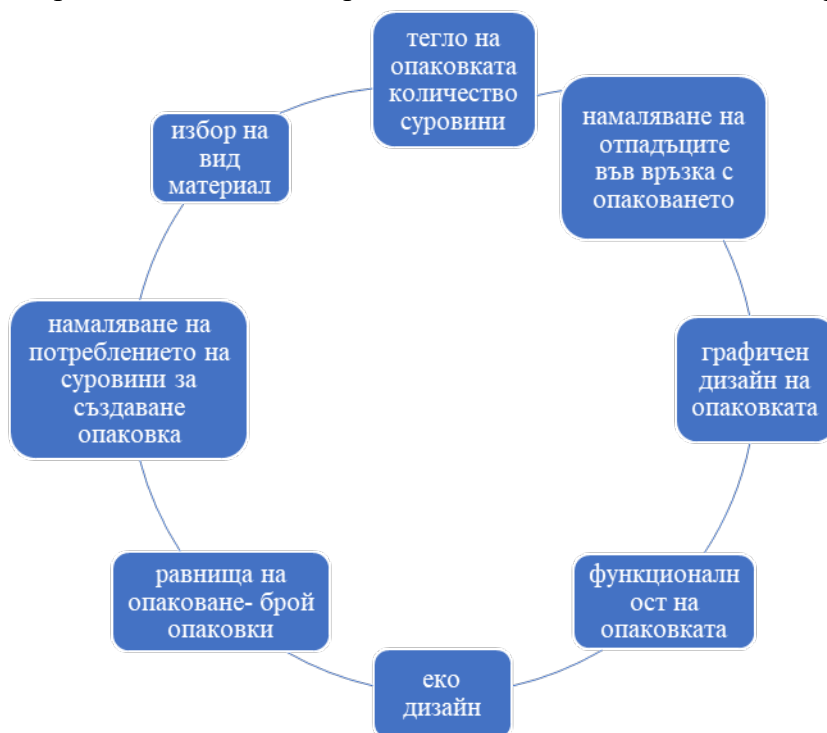 тегло на
опаковката
количество
суровини
намаляване на
отпадъците
във връзка с
опаковането
графичен
дизайн на
опаковката
функционалн
ост на
опаковката
еко
дизайн
равнища на
опаковане- брой
опаковки
намаляване на
потреблението на
суровини за
създаване
опаковка
избор на
вид
материал